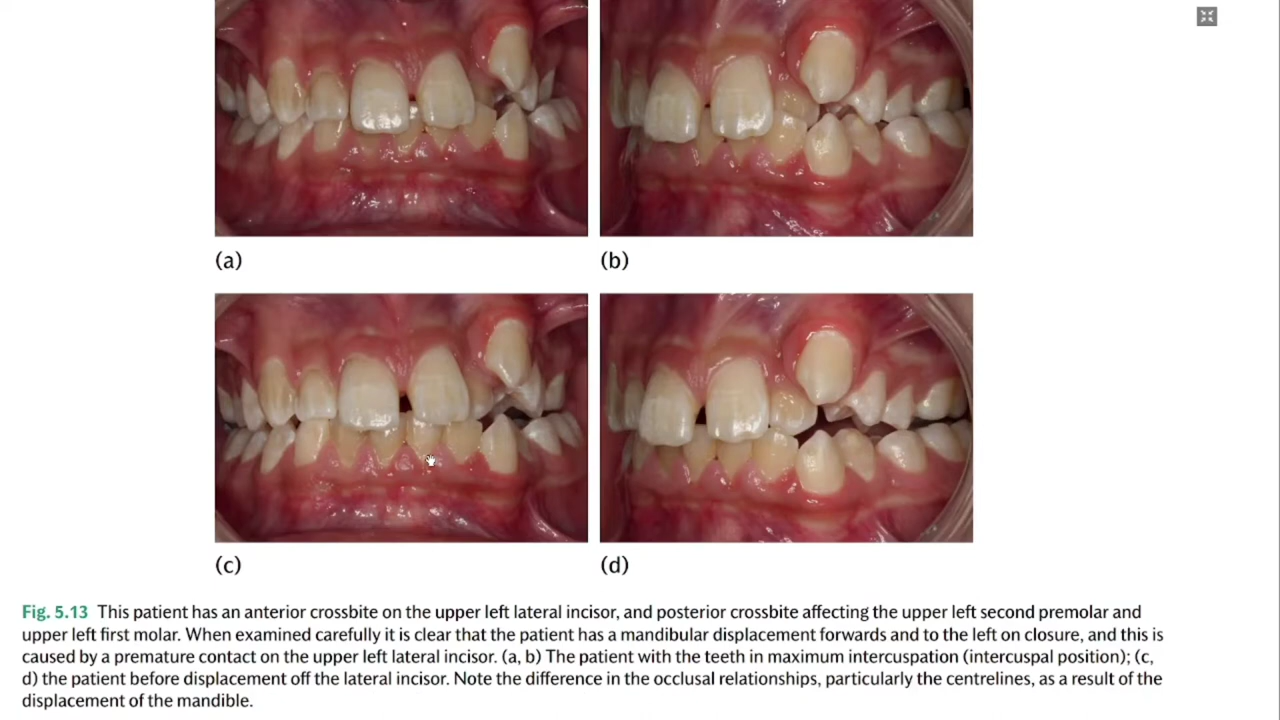 (a)
(b)
(c)
(d)
Fig. 5.13 This patient has an anterior crossbite on the upper left lateral incisor, and posterior crossbite affecting the upper left second premolar and
upper left first molar. When examined carefully it is clear that the patient has a mandibular displacement forwards and to the left on closure, and this is
caused by a premature contact on the upper left lateral incisor. (a, b) The patient with the teeth in maximum intercuspation (intercuspal position); (c,
d) the patient before displacement off the lateral incisor. Note the difference in the occlusal relationships, particularly the centrelines, as a result of the
displacement of the mandible.